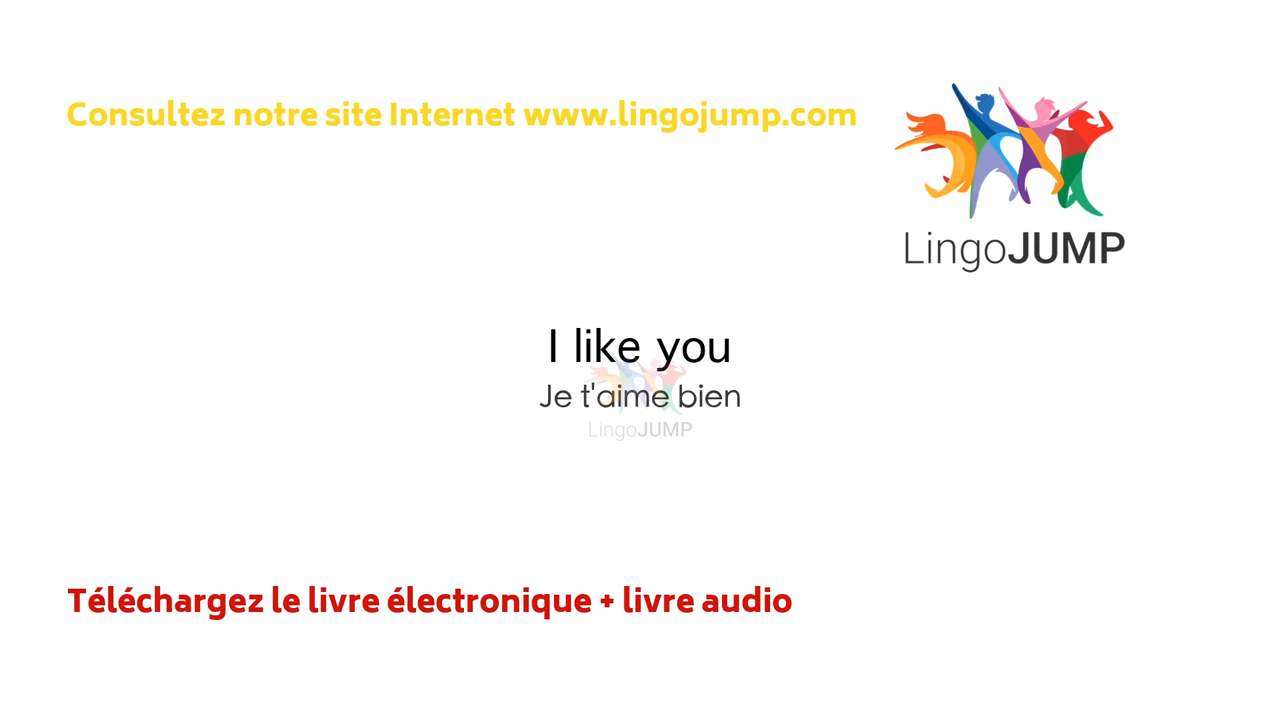 Consultez notre site Internet www.lingojump.com
LingoJUMP
I like you
Je t'aime bien
LingoJUMP
Téléchargez le livre électronique + livre audio